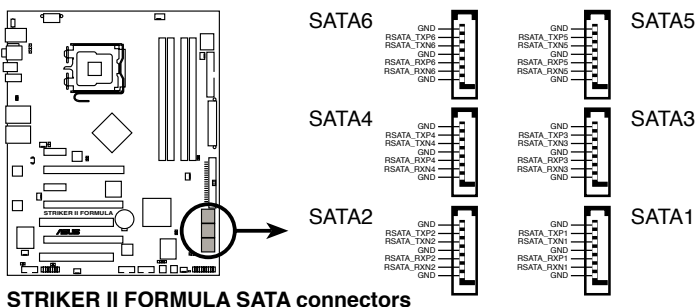 SATA6
GND
RSATA_TXP6
RSATA_TXN6
GND
RSATA_RXP6
RSATA_RXN6
GND
SATA5
GND
RSATA_TXP5
RSATA_TXN5
GND
RSATA_RXP5
RSATA_RXN5
GND
SATA4
GND
RSATA_TXP4
RSATA_TXN4
GND
RSATA_RXP4
RSATA_RXN4
GND
SATA3
GND
RSATA_TXP3
RSATA_TXN3
GND
RSATA_RXP3
RSATA_RXN3
GND
SATA2
GND
RSATA_TXP2
RSATA_TXN2
GND
RSATA_RXP2
RSATA_RXN2
GND
SATA1
GND
RSATA_TXP1
RSATA_TXN1
GND
RSATA_RXP1
RSATA_RXN1
GND
STRIKER II FORMULA
ASUS
STRIKER II FORMULA SATA connectors